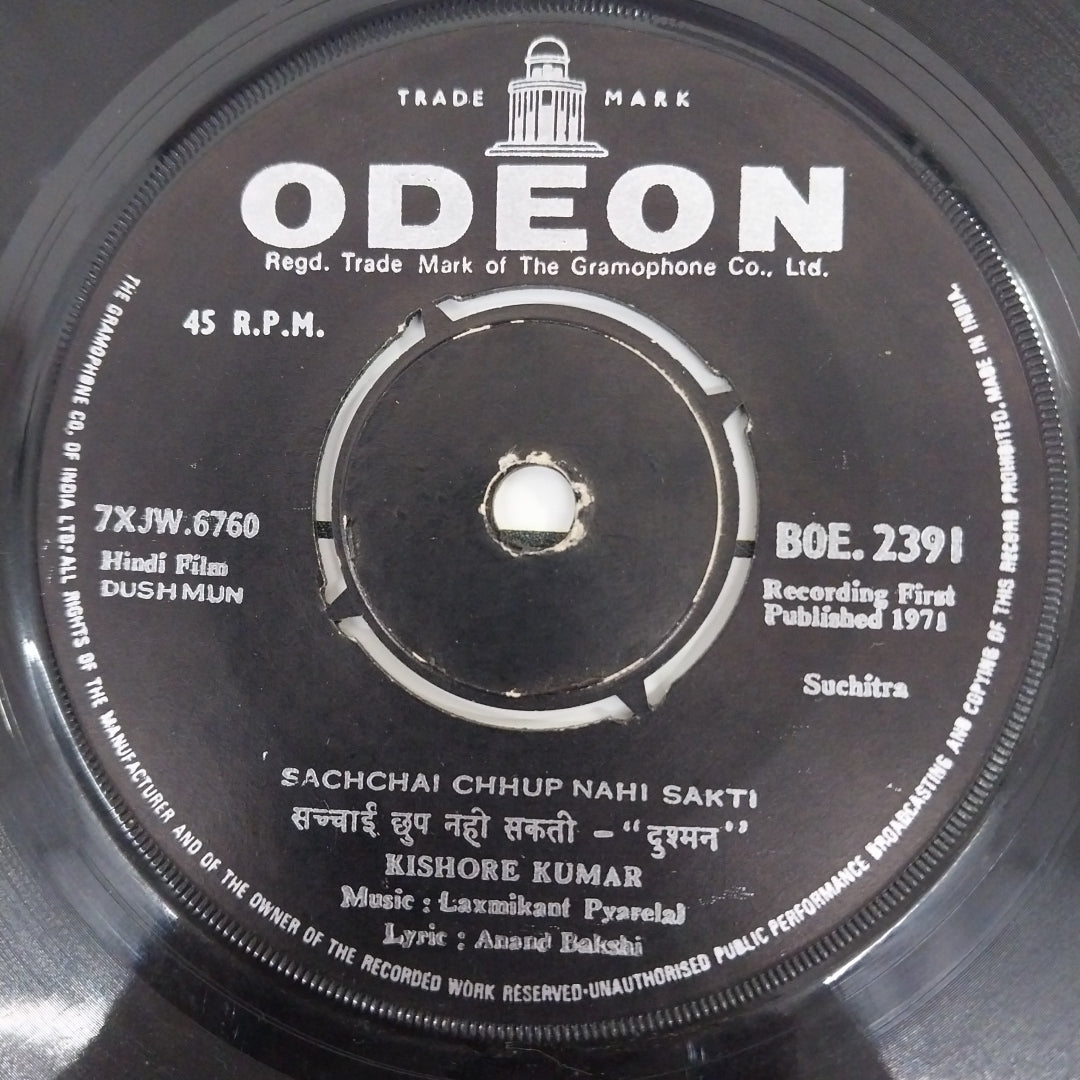 TRADE MARK
ODEON
Regd. Trade Mark of The Gramophone Co., Ltd.
45 R.P.M.
7XJW.6760
Hindi Film
DUSHMUN
BOE. 2391
Recording First
Published 1971
Suchitra
SACHCHAI CHHUP NAHI SAKTI
सच्चाई छुप नही सकती – "दुश्मन"
KISHORE KUMAR
Music : Laxmikant Pyarelal
Lyric : Anand Bakshi
THE GRAMOPHONE CO. OF INDIA LTD. ALL RIGHTS OF THE MANUFACTURER AND OF THE OWNER OF THE RECORDED WORK RESERVED·UNAUTHORISED PUBLIC PERFORMANCE BROADCASTING AND COPYING OF THIS RECORD PROHIBITED. MADE IN INDIA.